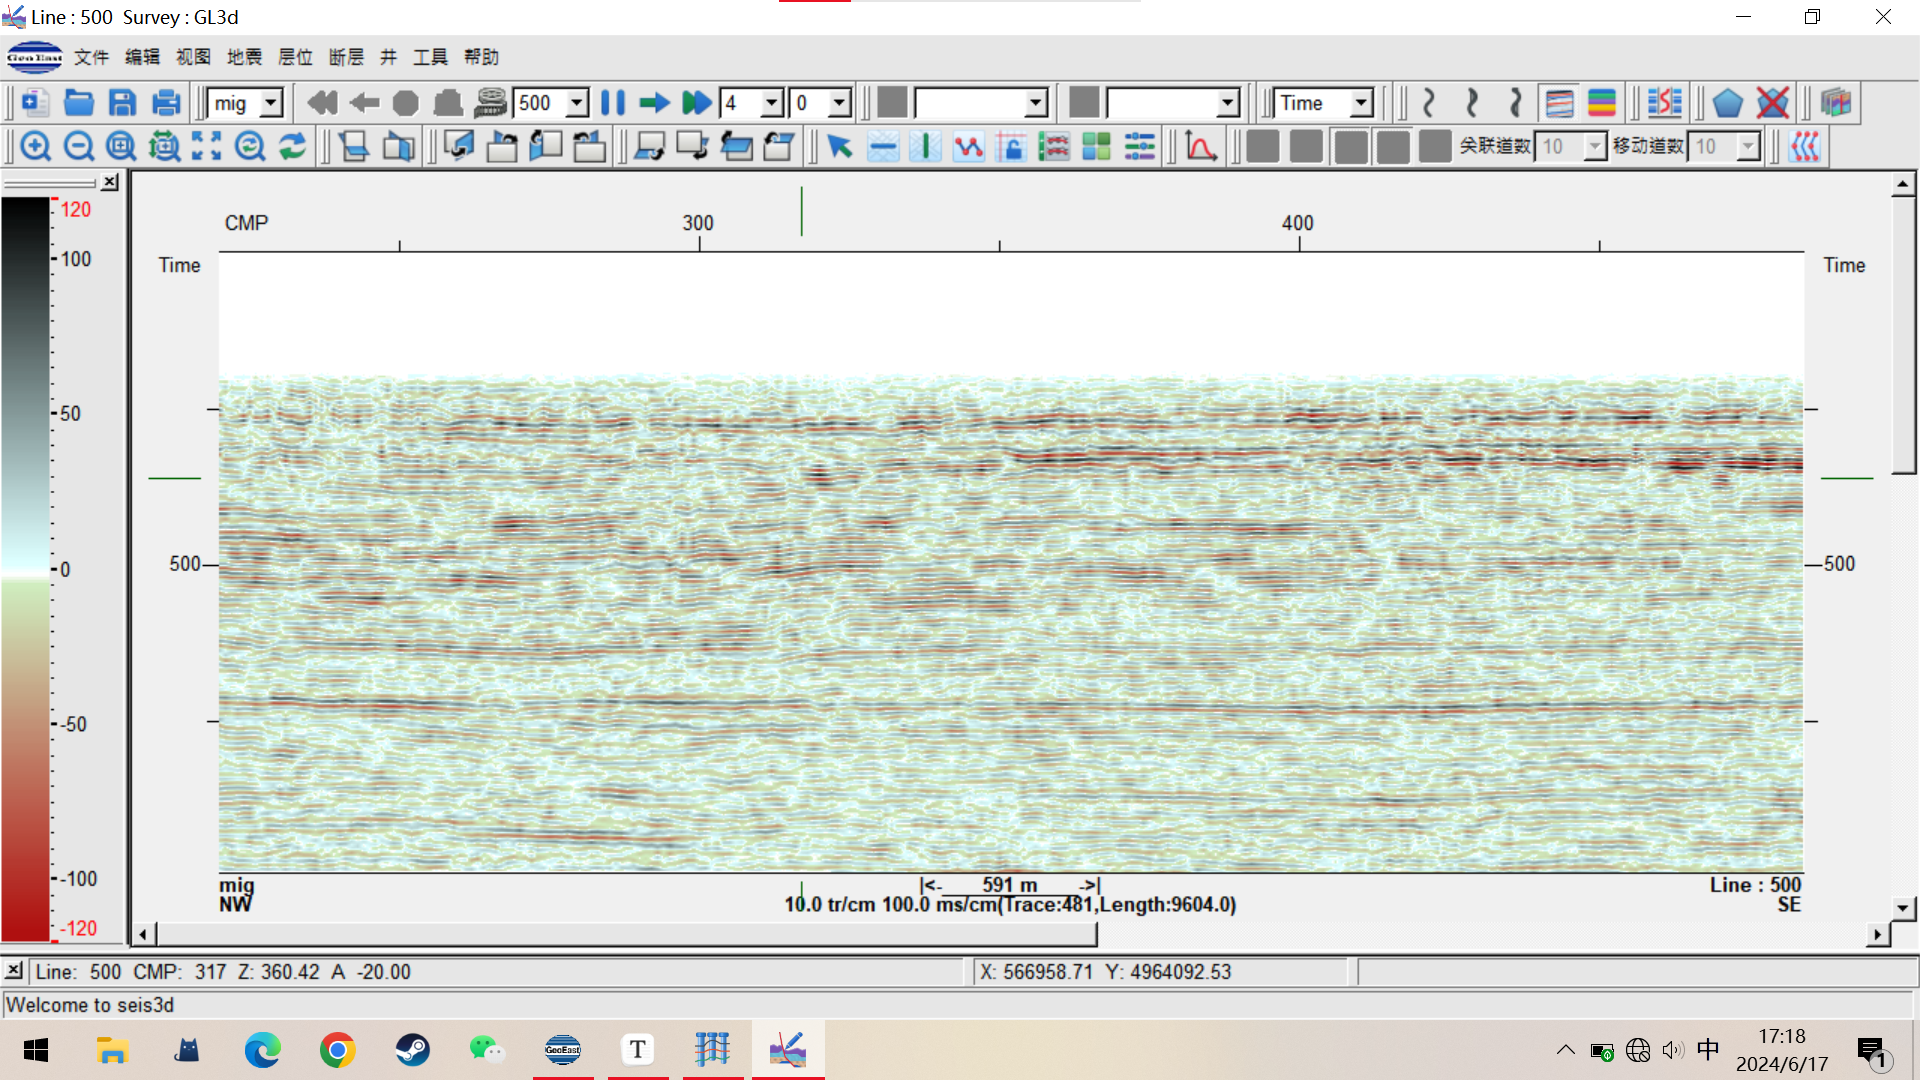 Line : 500 Survey : GL3d
GeoEast 文件 编辑 视图 地震 层位 断层 井 工具 帮助
mig 500 4 0 Time
关联道数 10 移动道数 10
120
100
50
0
-50
-100
-120
CMP 300 400
Time Time
500 500
mig |<- 591 m ->| Line : 500
NW 10.0 tr/cm 100.0 ms/cm(Trace:481,Length:9604.0) SE
Line: 500 CMP: 317 Z: 360.42 A -20.00 X: 566958.71 Y: 4964092.53
Welcome to seis3d
GeoEast T 中 17:18
2024/6/17 1